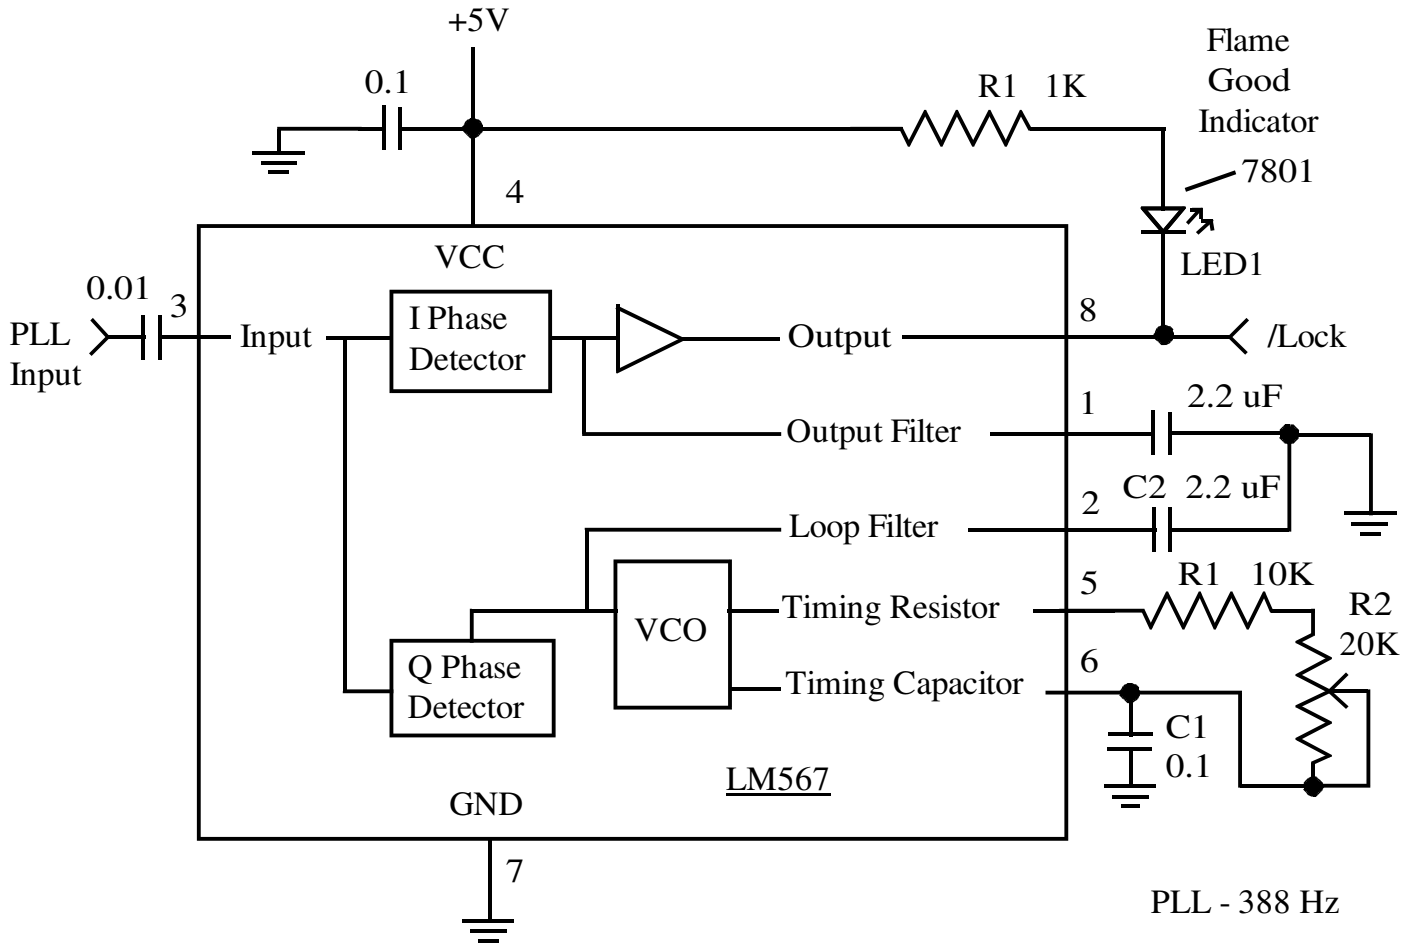 +5V
Flame
Good
Indicator
0.1
R1 1K
7801
4
VCC
LED1
0.01
3
PLL
Input
Input
I Phase
Detector
Output
8
/Lock
1
2.2 uF
Output Filter
C2 2.2 uF
2
Loop Filter
5
R1 10K
R2
20K
Timing Resistor
VCO
6
Q Phase
Detector
Timing Capacitor
C1
0.1
LM567
GND
7
PLL - 388 Hz